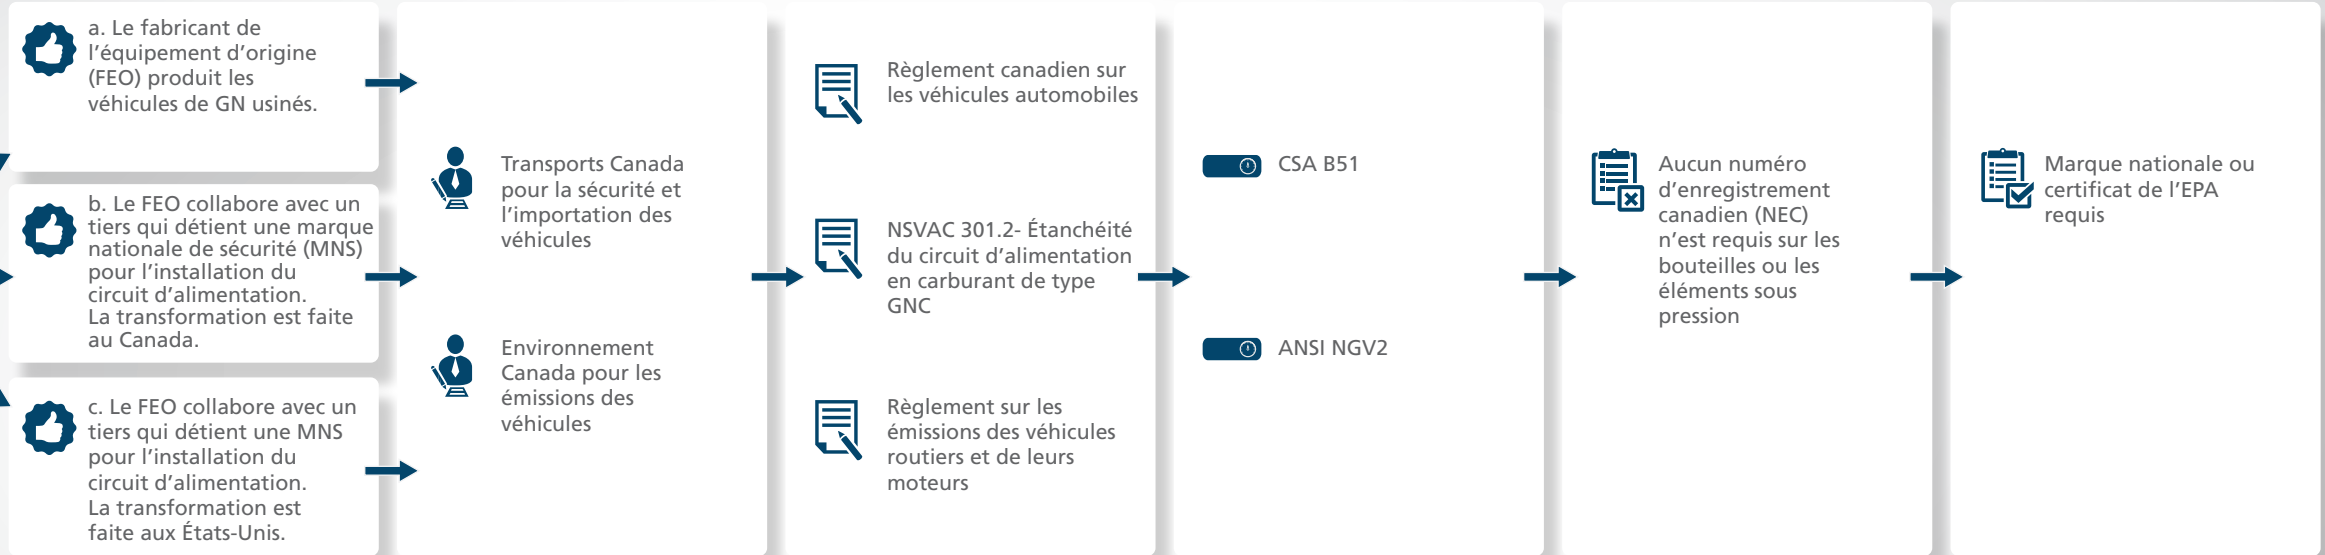 a. Le fabricant de
l’équipement d’origine
(FEO) produit les
véhicules de GN usinés.
b. Le FEO collabore avec un
tiers qui détient une marque
nationale de sécurité (MNS)
pour l’installation du
circuit d’alimentation.
La transformation est faite
au Canada.
c. Le FEO collabore avec un
tiers qui détient une MNS
pour l’installation du
circuit d’alimentation.
La transformation est
faite aux États-Unis.
Transports Canada
pour la sécurité et
l’importation des
véhicules
Environnement
Canada pour les
émissions des
véhicules
Règlement canadien sur
les véhicules automobiles
NSVAC 301.2- Étanchéité
du circuit d’alimentation
en carburant de type
GNC
Règlement sur les
émissions des véhicules
routiers et de leurs
moteurs
CSA B51
ANSI NGV2
Aucun numéro
d’enregistrement
canadien (NEC)
n’est requis sur les
bouteilles ou les
éléments sous
pression
Marque nationale ou
certificat de l’EPA
requis